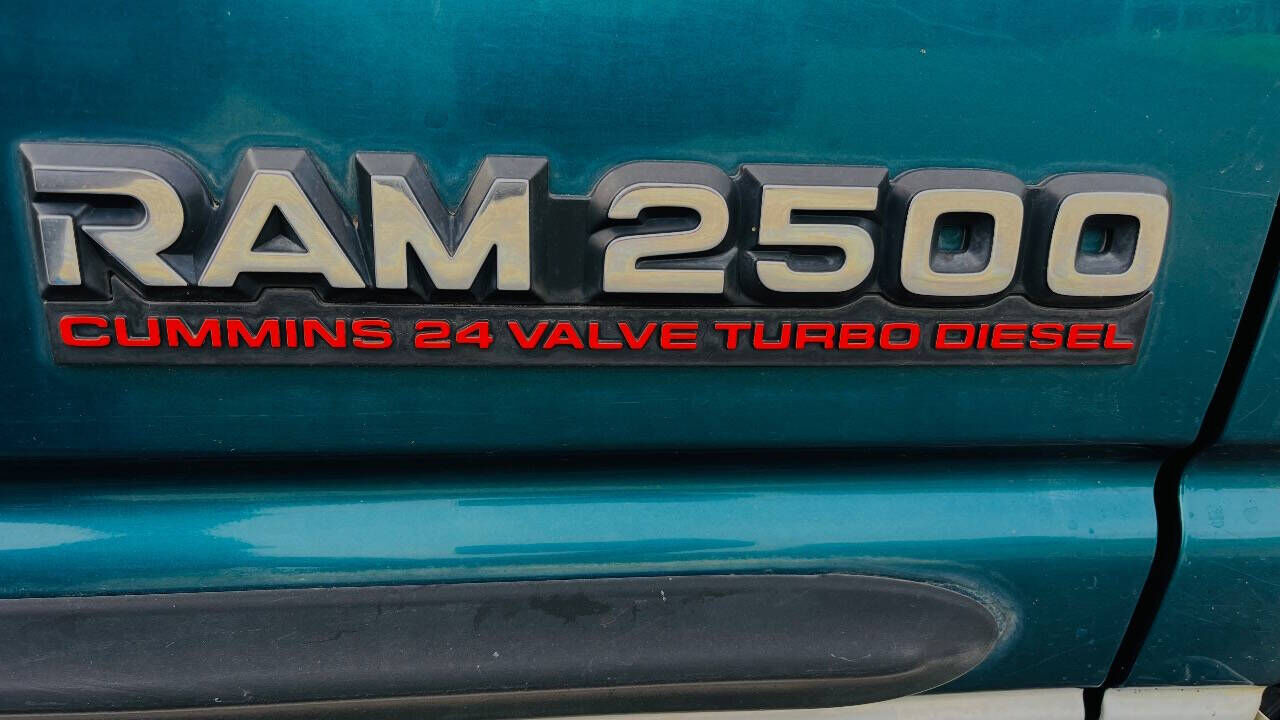 RAM 2500
CUMMINS 24 VALVE TURBO DIESEL